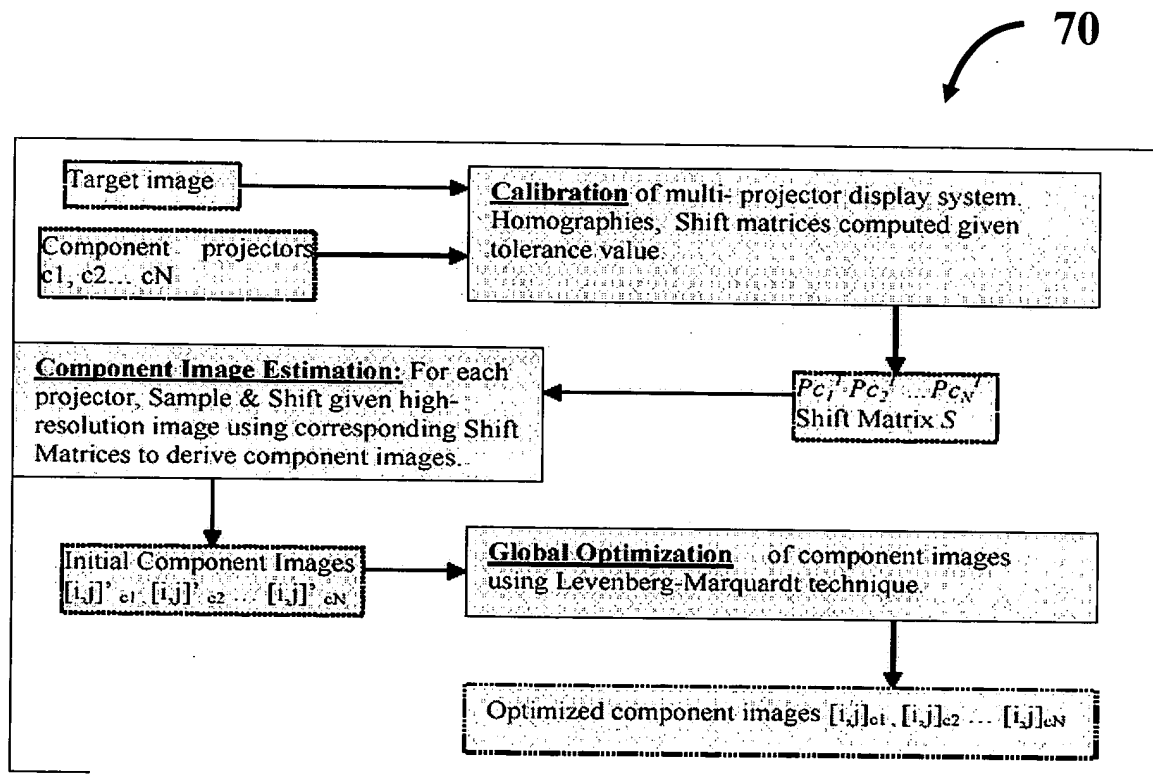 70
Target image
Component projectors
c1, c2... cN
Calibration of multi- projector display system.
Homographies, Shift matrices computed given
tolerance value.
Pc₁ᵀ Pc₂ᵀ ...Pc_Nᵀ
Shift Matrix S
Component Image Estimation: For each
projector, Sample & Shift given high-
resolution image using corresponding Shift
Matrices to derive component images.
Initial Component Images
[i,j]' c1, [i,j]' c2 ... [i,j]' cN
Global Optimization of component images
using Levenberg-Marquardt technique.
Optimized component images [i,j]c1, [i,j]c2 ... [i,j]cN